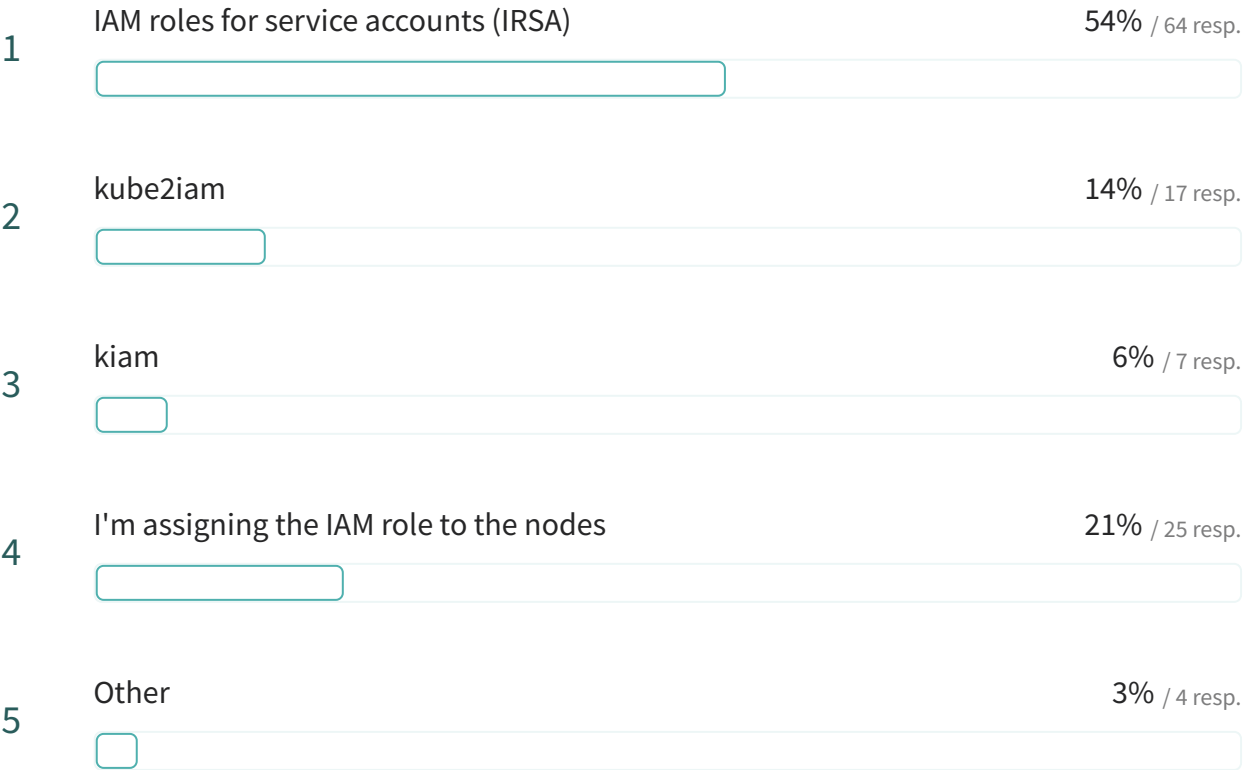 1
IAM roles for service accounts (IRSA) 54% / 64 resp.
2
kube2iam 14% / 17 resp.
3
kiam 6% / 7 resp.
4
I'm assigning the IAM role to the nodes 21% / 25 resp.
5
Other 3% / 4 resp.